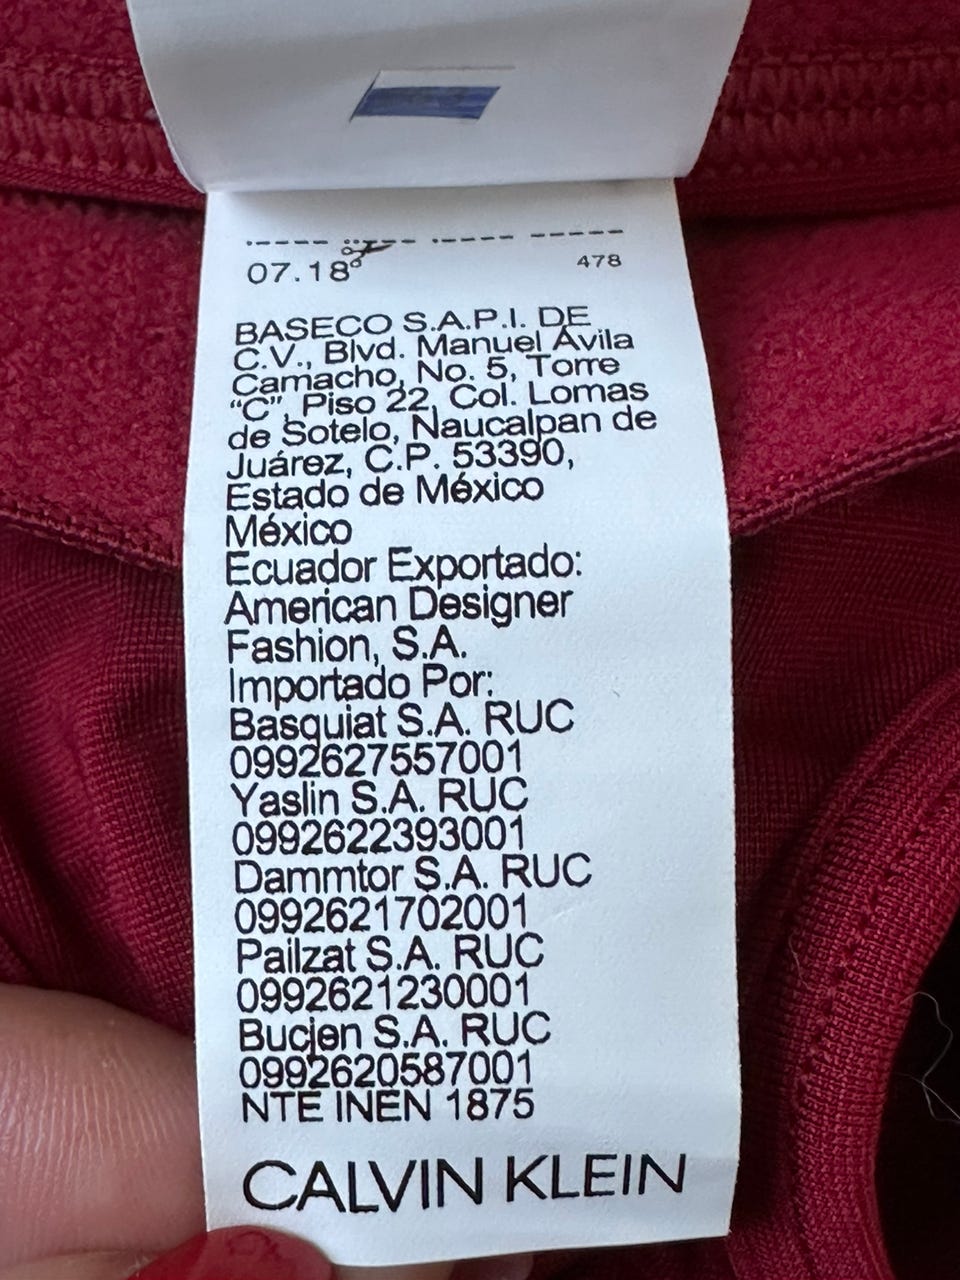 07.18
478
BASECO S.A.P.I. DE
C.V., Blvd. Manuel Ávila
Camacho, No. 5, Torre
“C”, Piso 22, Col. Lomas
de Sotelo, Naucalpan de
Juárez, C.P. 53390,
Estado de México
México
Ecuador Exportado:
American Designer
Fashion, S.A.
Importado Por:
Basquiat S.A. RUC
0992627557001
Yaslin S.A. RUC
0992622393001
Dammtor S.A. RUC
0992621702001
Pailzat S.A. RUC
0992621230001
Bucjen S.A. RUC
0992620587001
NTE INEN 1875
CALVIN KLEIN